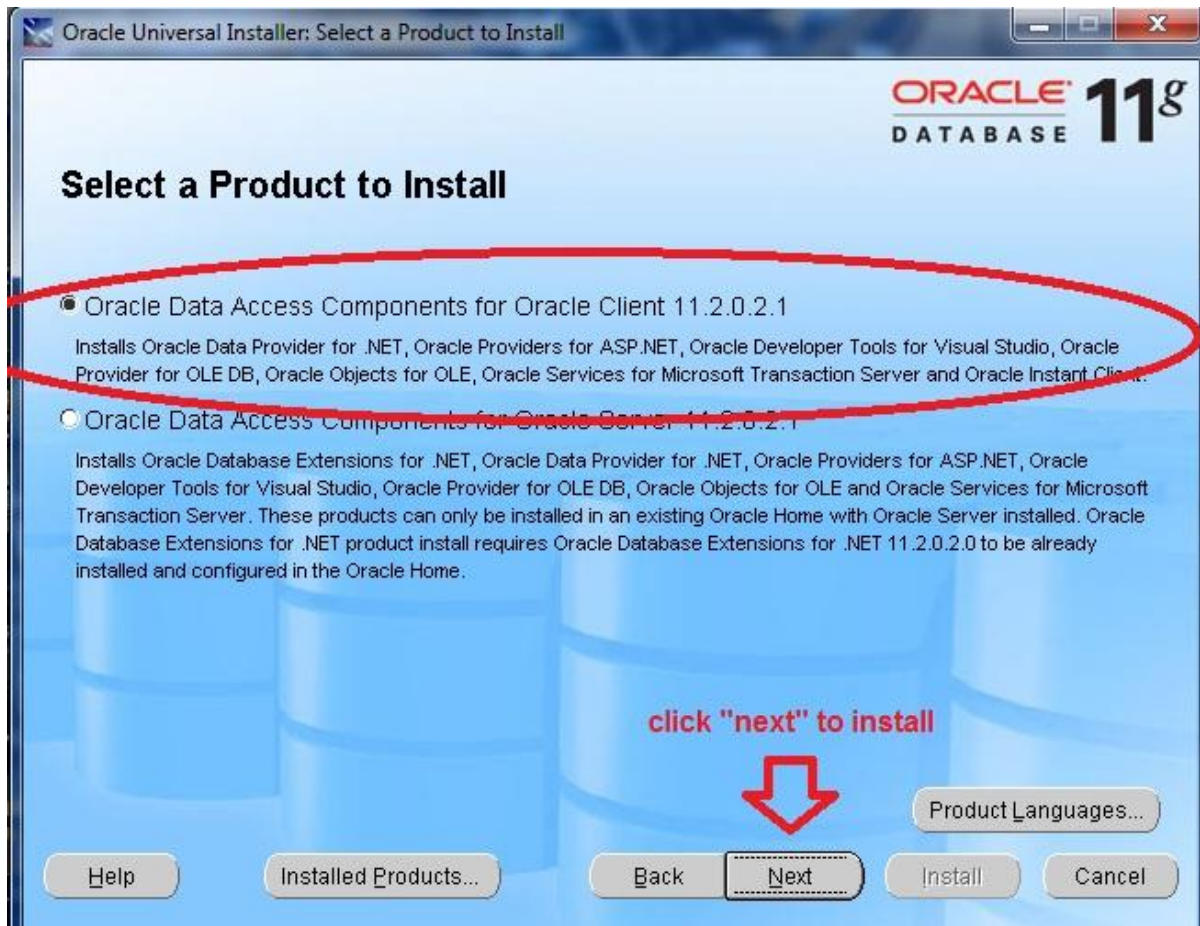 Oracle Universal Installer: Select a Product to Install
ORACLE 11g
DATABASE
Select a Product to Install
Oracle Data Access Components for Oracle Client 11.2.0.2.1
Installs Oracle Data Provider for .NET, Oracle Providers for ASP.NET, Oracle Developer Tools for Visual Studio, Oracle
Provider for OLE DB, Oracle Objects for OLE, Oracle Services for Microsoft Transaction Server and Oracle Instant Client.
Oracle Data Access Components for Oracle Server 11.2.0.2.1
Installs Oracle Database Extensions for .NET, Oracle Data Provider for .NET, Oracle Providers for ASP.NET, Oracle
Developer Tools for Visual Studio, Oracle Provider for OLE DB, Oracle Objects for OLE and Oracle Services for Microsoft
Transaction Server. These products can only be installed in an existing Oracle Home with Oracle Server installed. Oracle
Database Extensions for .NET product install requires Oracle Database Extensions for .NET 11.2.0.2.0 to be already
installed and configured in the Oracle Home.
click "next" to install
Product Languages...
Help Installed Products... Back Next Install Cancel